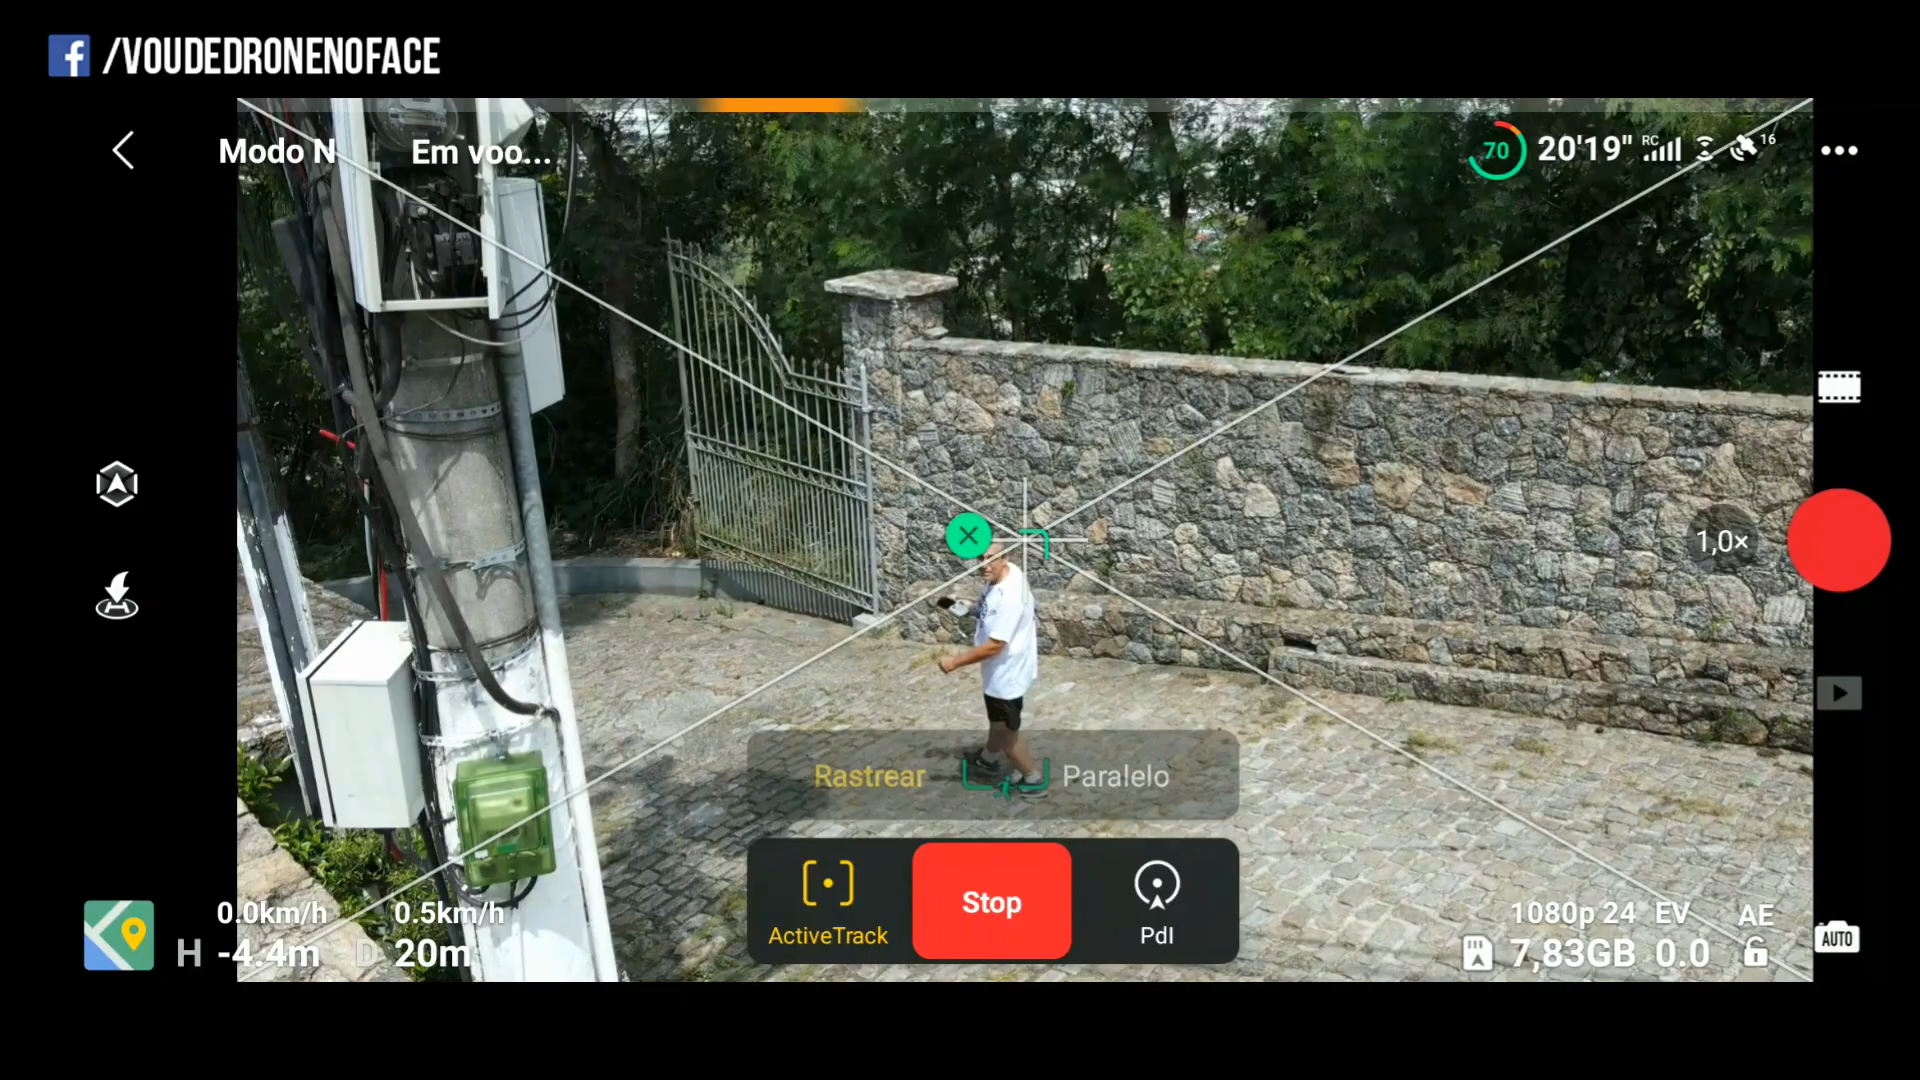 /VOUDEDRONENOFACE
Modo N
Em voo...
70
20'19"
RC
16
1,0×
Rastrear
Paralelo
ActiveTrack
Stop
PdI
0.0km/h
0.5km/h
H -4.4m
D 20m
1080p 24
EV
AE
7,83GB
0.0
AUTO